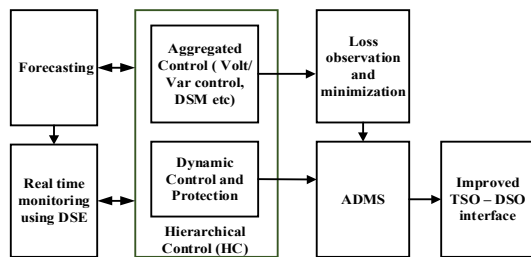 Forecasting
Aggregated
Control ( Volt/
Var control,
DSM etc)
Loss
observation
and
minimization
Real time
monitoring
using DSE
Dynamic
Control and
Protection
Hierarchical
Control (HC)
ADMS
Improved
TSO – DSO
interface